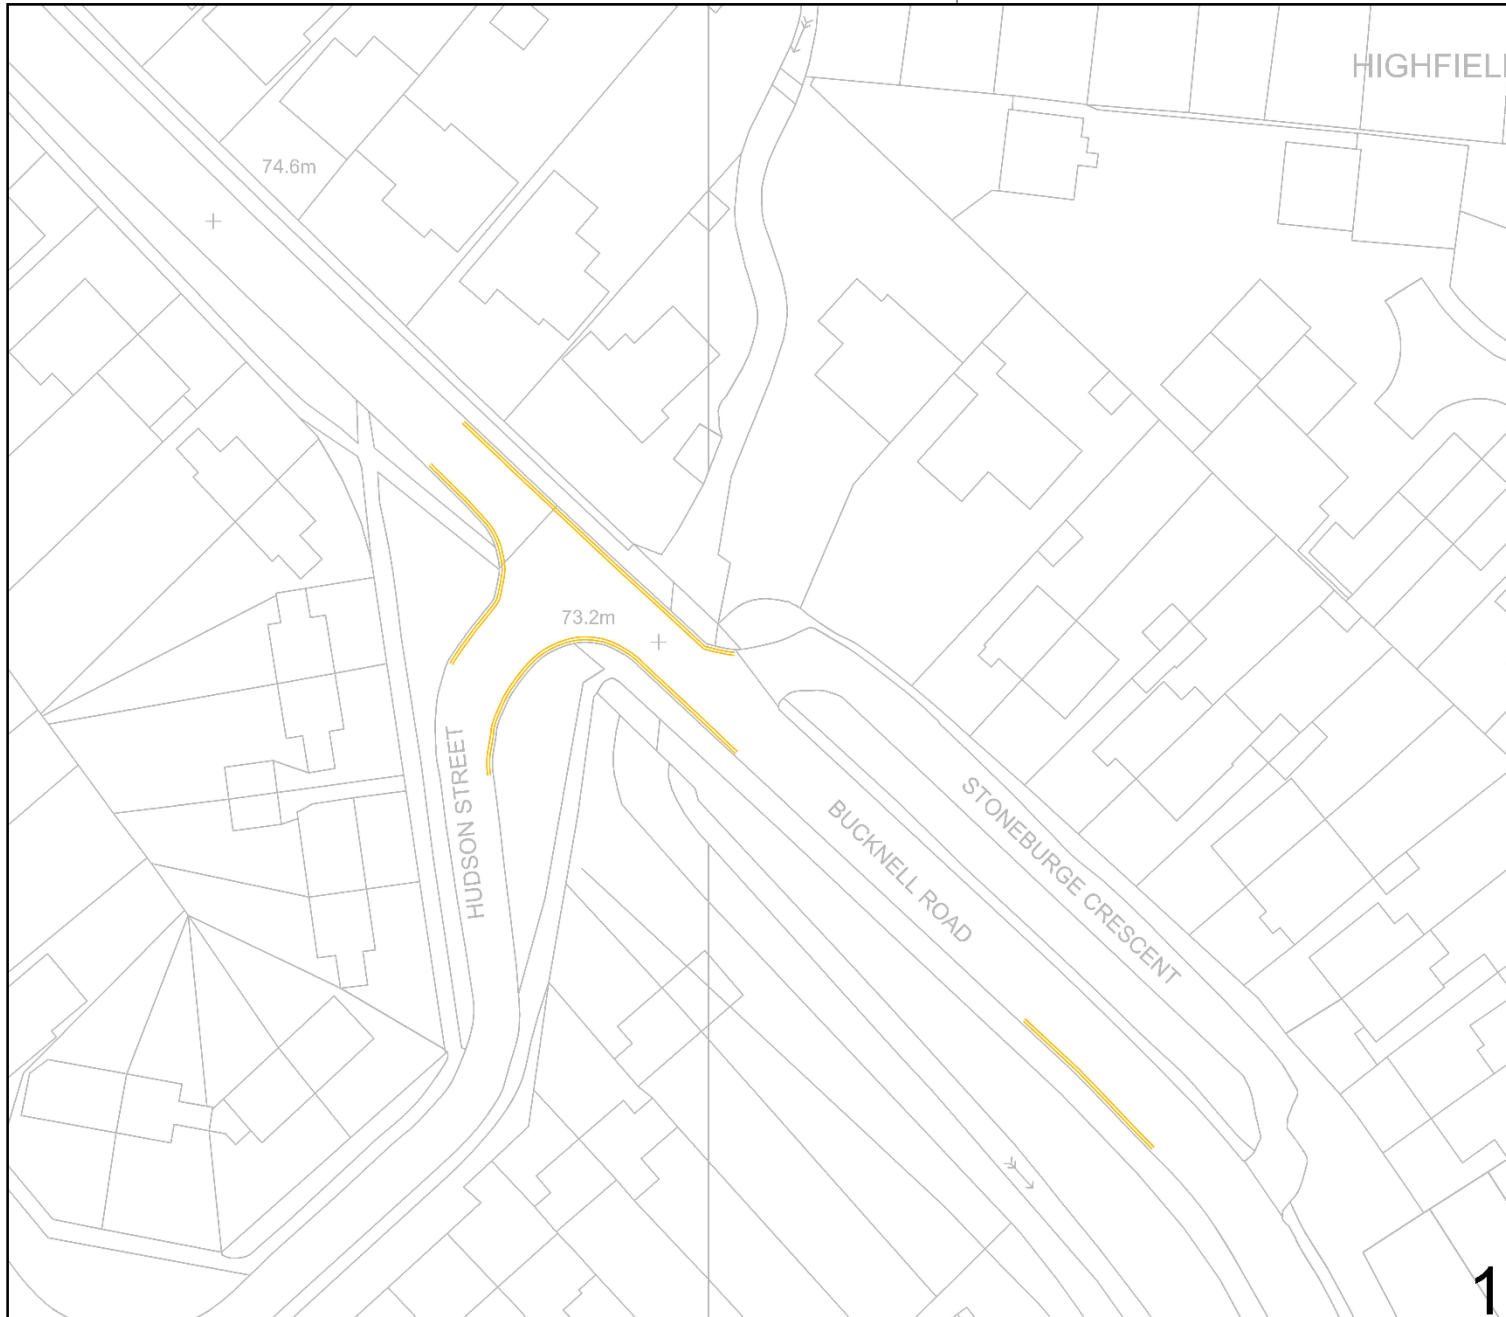 HIGHFIEL
74.6m
73.2m
HUDSON STREET
BUCKNELL ROAD
STONEBURGE CRESCENT
1